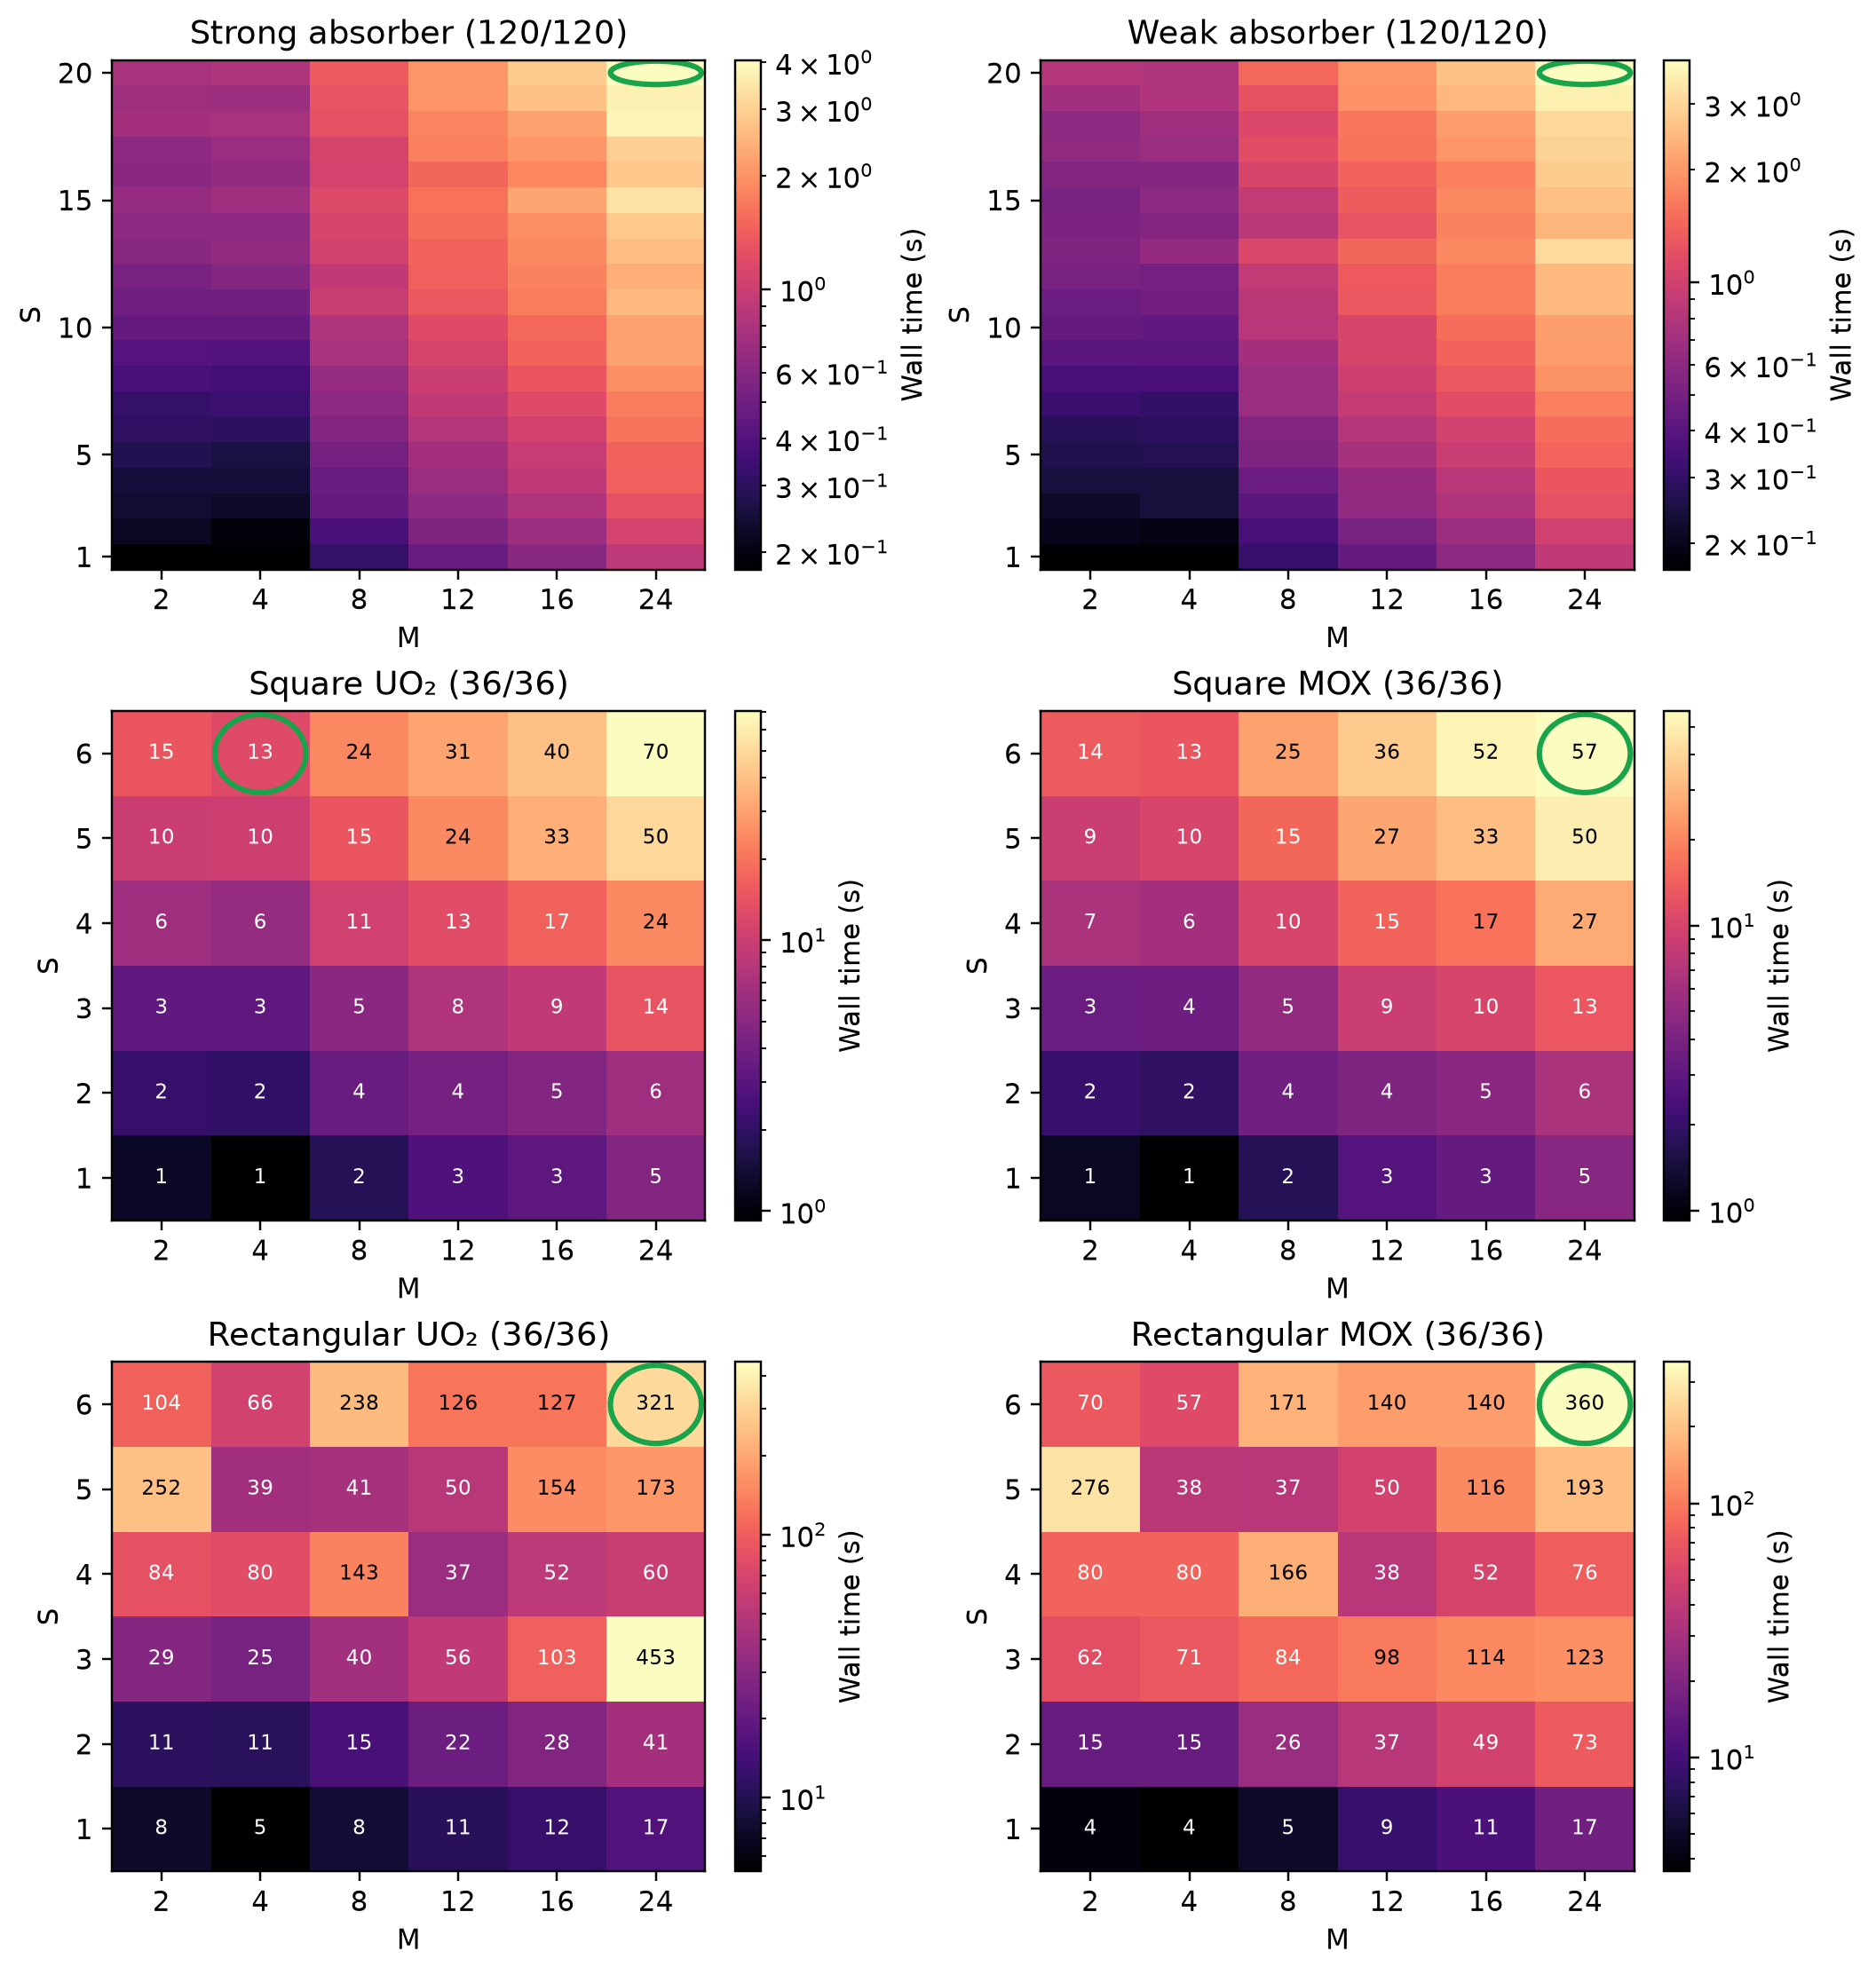 Strong absorber (120/120)
20
15
10
5
1
S
2 4 8 12 16 24
M
4×10⁰
3×10⁰
2×10⁰
10⁰
6×10⁻¹
4×10⁻¹
3×10⁻¹
2×10⁻¹
Wall time (s)
Weak absorber (120/120)
20
15
10
5
1
S
2 4 8 12 16 24
M
3×10⁰
2×10⁰
10⁰
6×10⁻¹
4×10⁻¹
3×10⁻¹
2×10⁻¹
Wall time (s)
Square UO₂ (36/36)
6 15 13 24 31 40 70
5 10 10 15 24 33 50
4 6 6 11 13 17 24
3 3 3 5 8 9 14
2 2 2 4 4 5 6
1 1 1 2 3 3 5
S
2 4 8 12 16 24
M
10¹
10⁰
Wall time (s)
Square MOX (36/36)
6 14 13 25 36 52 57
5 9 10 15 27 33 50
4 7 6 10 15 17 27
3 3 4 5 9 10 13
2 2 2 4 4 5 6
1 1 1 2 3 3 5
S
2 4 8 12 16 24
M
10¹
10⁰
Wall time (s)
Rectangular UO₂ (36/36)
6 104 66 238 126 127 321
5 252 39 41 50 154 173
4 84 80 143 37 52 60
3 29 25 40 56 103 453
2 11 11 15 22 28 41
1 8 5 8 11 12 17
S
2 4 8 12 16 24
M
10²
10¹
Wall time (s)
Rectangular MOX (36/36)
6 70 57 171 140 140 360
5 276 38 37 50 116 193
4 80 80 166 38 52 76
3 62 71 84 98 114 123
2 15 15 26 37 49 73
1 4 4 5 9 11 17
S
2 4 8 12 16 24
M
10²
10¹
Wall time (s)